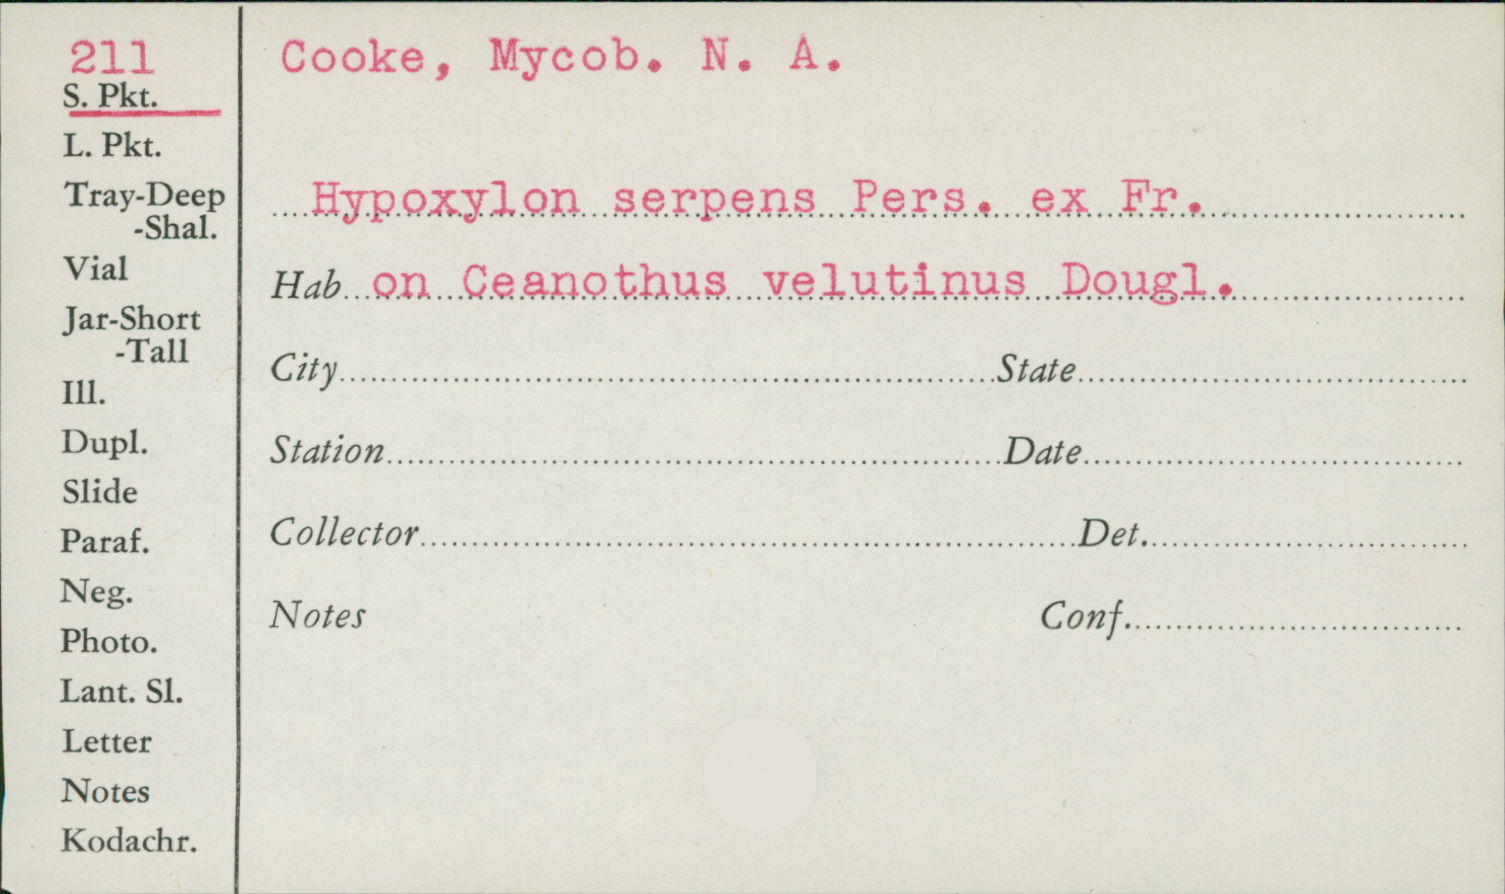 211
S. Pkt.
L. Pkt.
Tray-Deep
-Shal.
Vial
Jar-Short
-Tall
Ill.
Dupl.
Slide
Paraf.
Neg.
Photo.
Lant. Sl.
Letter
Notes
Kodachr.
Cooke, Mycob. N. A.
Hypoxylon serpens Pers. ex Fr.
Hab on Ceanothus velutinus Dougl.
City State
Station Date
Collector Det.
Notes Conf.